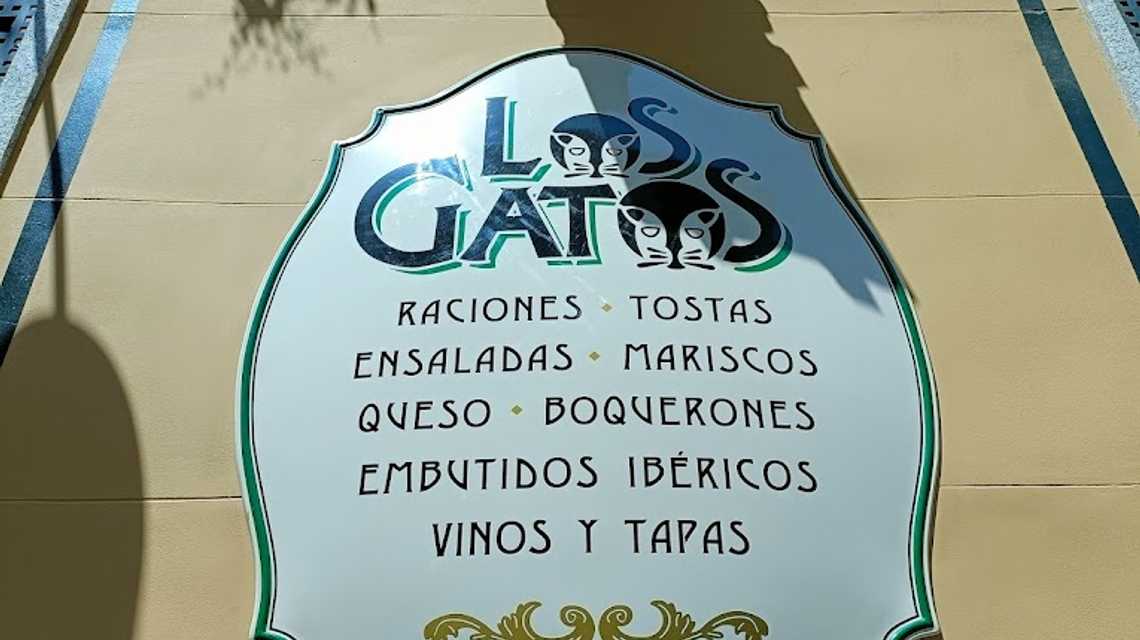 LOS
GATOS
RACIONES · TOSTAS
ENSALADAS · MARISCOS
QUESO · BOQUERONES
EMBUTIDOS IBÉRICOS
VINOS Y TAPAS